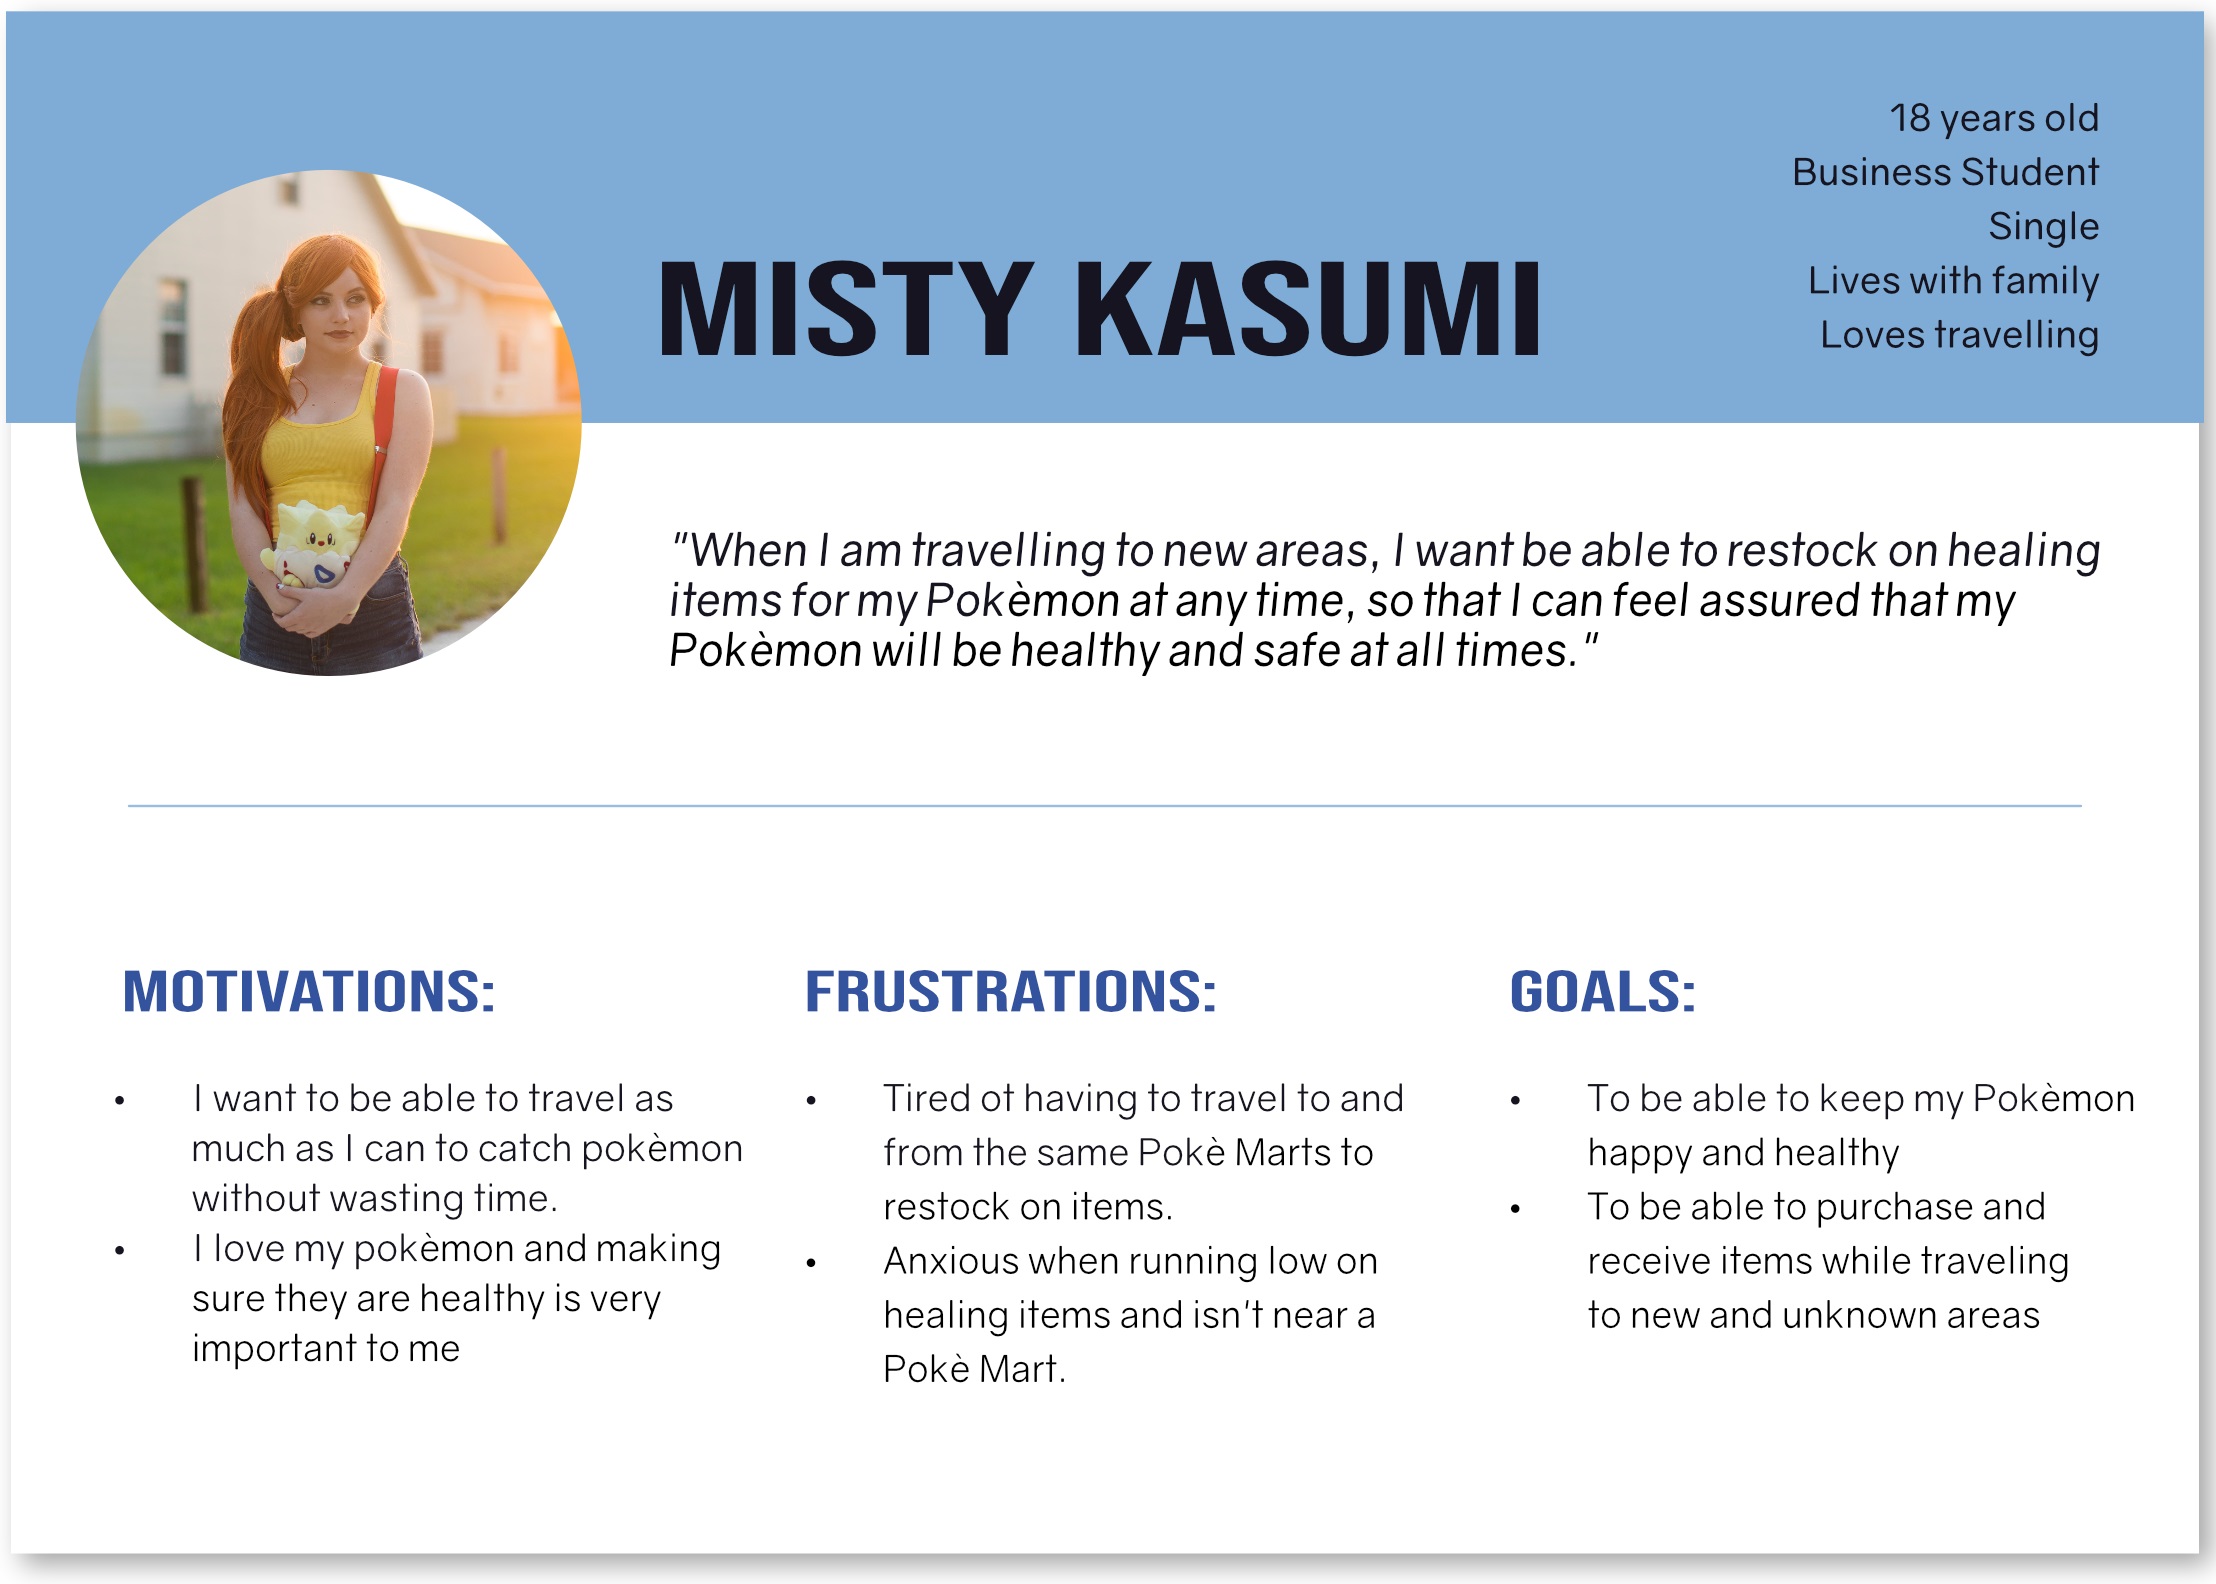 18 years old
Business Student
Single
Lives with family
Loves travelling
MISTY KASUMI
"When I am travelling to new areas, I want be able to restock on healing
items for my Pokèmon at any time, so that I can feel assured that my
Pokèmon will be healthy and safe at all times."
MOTIVATIONS:
• I want to be able to travel as
much as I can to catch pokèmon
without wasting time.
• I love my pokèmon and making
sure they are healthy is very
important to me
FRUSTRATIONS:
• Tired ot having to travel to and
from the same Pokè Marts to
restock on items.
• Anxious when running low on
healing items and isn't near a
Pokè Mart.
GOALS:
• To be able to keep my Pokèmon
happy and healthy
• To be able to purchase and
receive items while traveling
to new and unknown areas